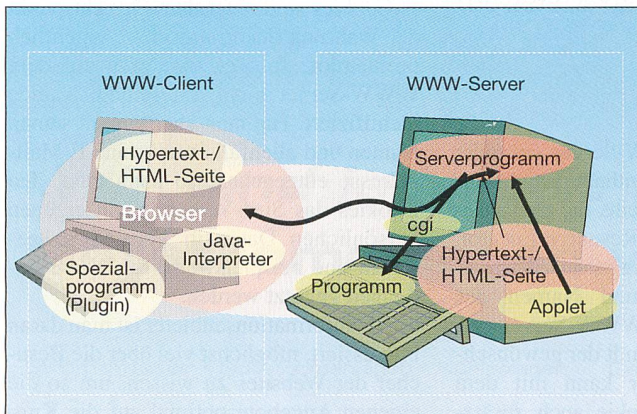 WWW-Client
WWW-Server
Hypertext-/
HTML-Seite
Browser
Java-
Interpreter
Spezial-
programm
(Plugin)
Serverprogramm
cgi
Programm
Hypertext-/
HTML-Seite
Applet